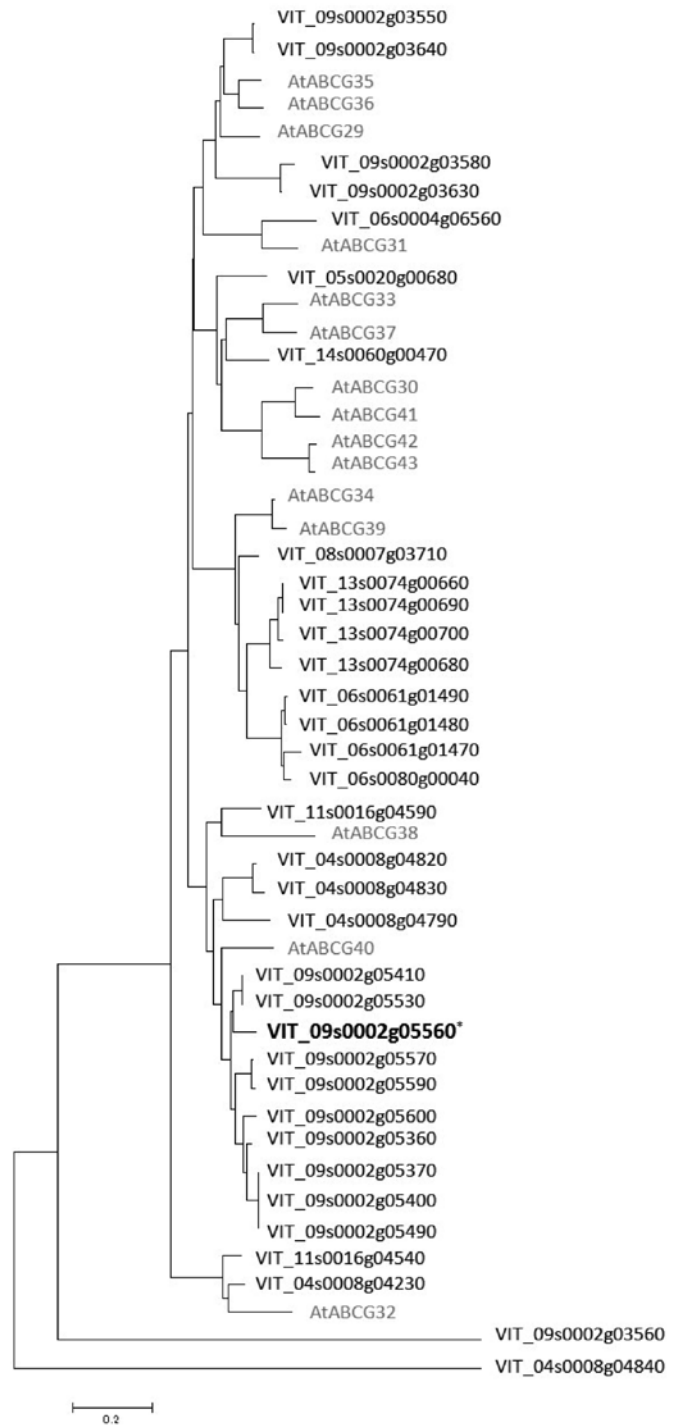 VIT_09s0002g03550
VIT_09s0002g03640
AtABCG35
AtABCG36
AtABCG29
VIT_09s0002g03580
VIT_09s0002g03630
VIT_06s0004g06560
AtABCG31
VIT_05s0020g00680
AtABCG33
AtABCG37
VIT_14s0060g00470
AtABCG30
AtABCG41
AtABCG42
AtABCG43
AtABCG34
AtABCG39
VIT_08s0007g03710
VIT_13s0074g00660
VIT_13s0074g00690
VIT_13s0074g00700
VIT_13s0074g00680
VIT_06s0061g01490
VIT_06s0061g01480
VIT_06s0061g01470
VIT_06s0080g00040
VIT_11s0016g04590
AtABCG38
VIT_04s0008g04820
VIT_04s0008g04830
VIT_04s0008g04790
AtABCG40
VIT_09s0002g05410
VIT_09s0002g05530
VIT_09s0002g05560*
VIT_09s0002g05570
VIT_09s0002g05590
VIT_09s0002g05600
VIT_09s0002g05360
VIT_09s0002g05370
VIT_09s0002g05400
VIT_09s0002g05490
VIT_11s0016g04540
VIT_04s0008g04230
AtABCG32
VIT_09s0002g03560
VIT_04s0008g04840
0.2